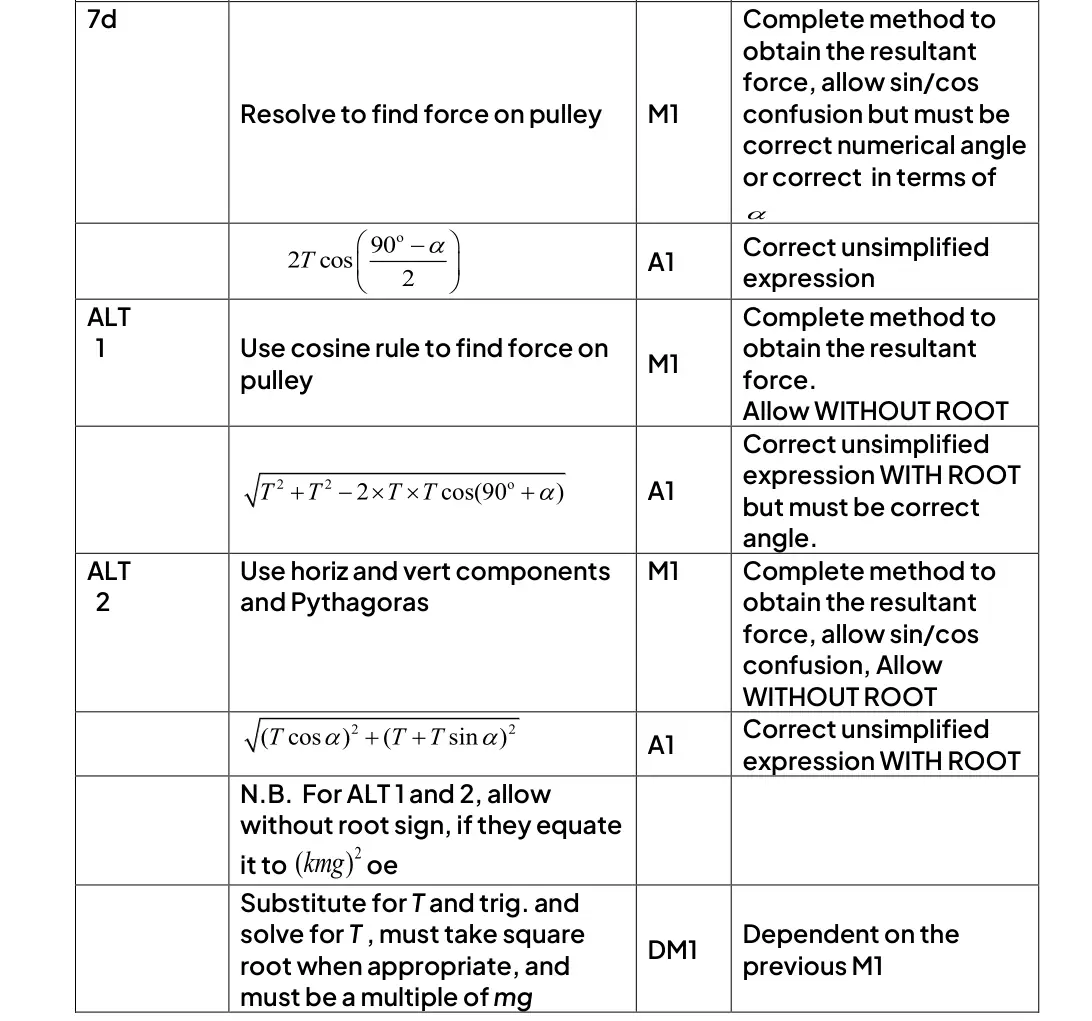 7d
Resolve to find force on pulley
M1
Complete method to
obtain the resultant
force, allow sin/cos
confusion but must be
correct numerical angle
or correct in terms of
α
2T cos((90° − α)/2)
A1
Correct unsimplified
expression
ALT
1
Use cosine rule to find force on
pulley
M1
Complete method to
obtain the resultant
force.
Allow WITHOUT ROOT
√(T² + T² − 2 × T × T cos(90° + α))
A1
Correct unsimplified
expression WITH ROOT
but must be correct
angle.
ALT
2
Use horiz and vert components
and Pythagoras
M1
Complete method to
obtain the resultant
force, allow sin/cos
confusion, Allow
WITHOUT ROOT
√((T cos α)² + (T + T sin α)²)
A1
Correct unsimplified
expression WITH ROOT
N.B. For ALT 1 and 2, allow
without root sign, if they equate
it to (kmg)² oe
Substitute for T and trig. and
solve for T , must take square
root when appropriate, and
must be a multiple of mg
DM1
Dependent on the
previous M1